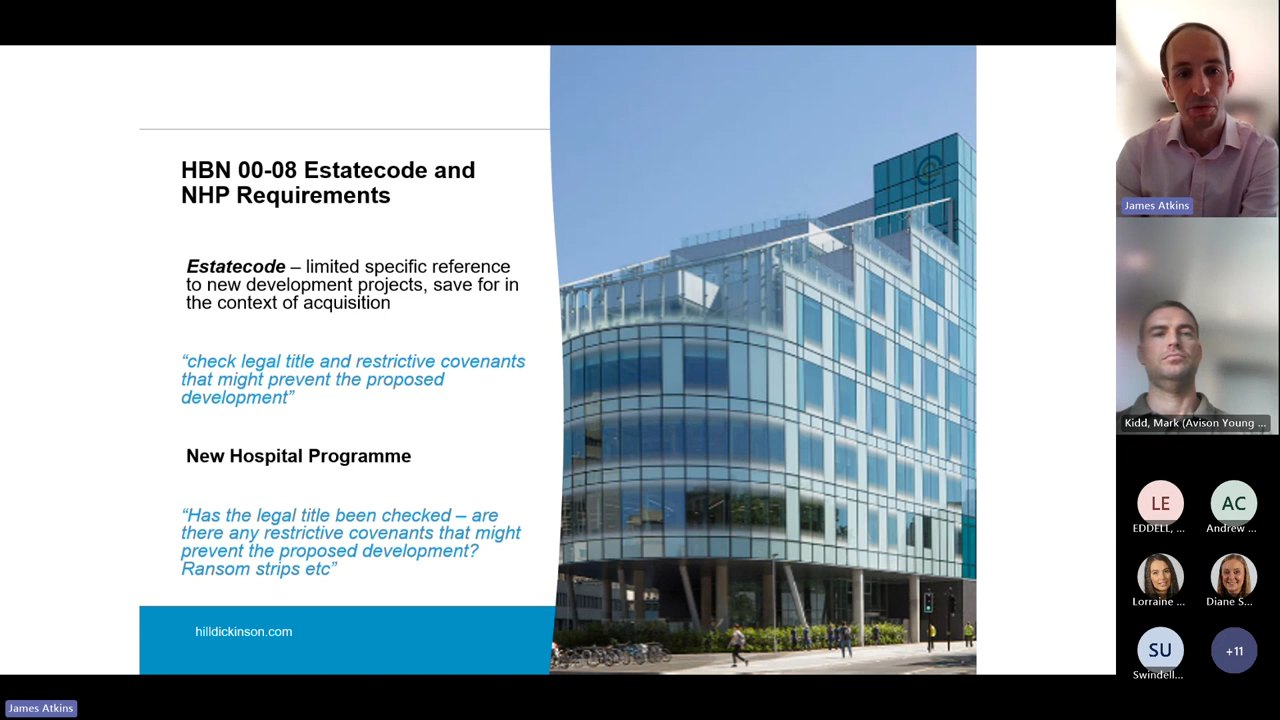 HBN 00-08 Estatecode and
NHP Requirements
Estatecode – limited specific reference
to new development projects, save for in
the context of acquisition
“check legal title and restrictive covenants
that might prevent the proposed
development”
New Hospital Programme
“Has the legal title been checked – are
there any restrictive covenants that might
prevent the proposed development?
Ransom strips etc”
hilldickinson.com
James Atkins
Kidd, Mark (Avison Young ...
LE
EDDELL, ...
AC
Andrew ...
Lorraine ...
Diane S...
SU
Swindell...
+11
James Atkins